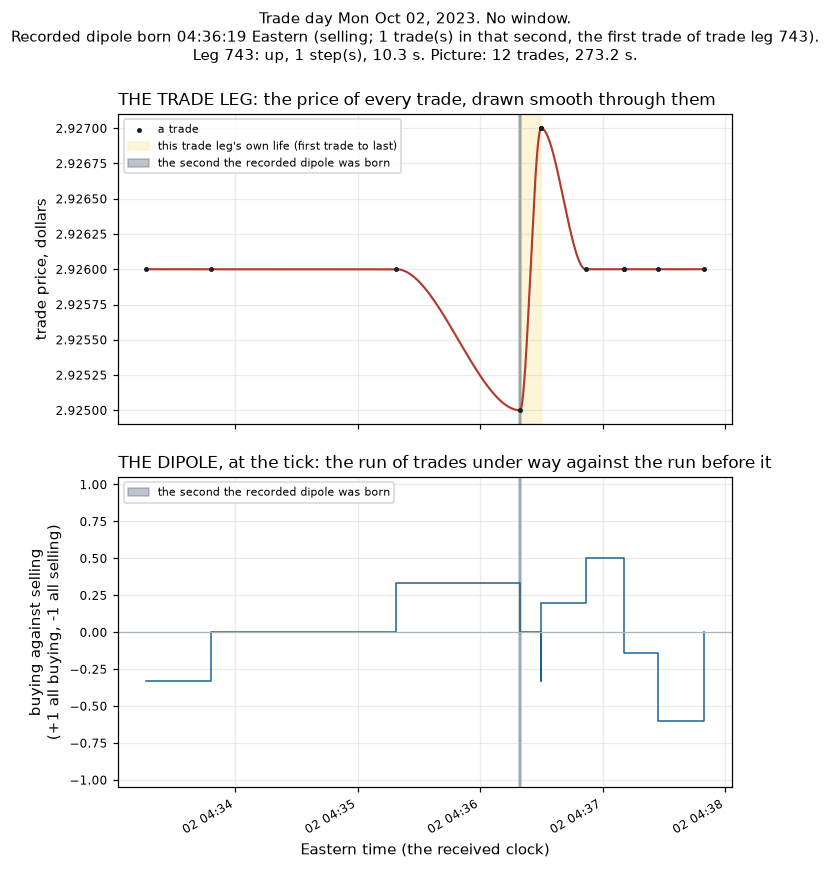 Trade day Mon Oct 02, 2023. No window.
Recorded dipole born 04:36:19 Eastern (selling; 1 trade(s) in that second, the first trade of trade leg 743).
Leg 743: up, 1 step(s), 10.3 s. Picture: 12 trades, 273.2 s.
THE TRADE LEG: the price of every trade, drawn smooth through them
a trade
this trade leg's own life (first trade to last)
the second the recorded dipole was born
2.92700
2.92675
2.92650
2.92625
2.92600
2.92575
2.92550
2.92525
2.92500
trade price, dollars
THE DIPOLE, at the tick: the run of trades under way against the run before it
the second the recorded dipole was born
1.00
0.75
0.50
0.25
0.00
−0.25
−0.50
−0.75
−1.00
buying against selling
(+1 all buying, -1 all selling)
02 04:34
02 04:35
02 04:36
02 04:37
02 04:38
Eastern time (the received clock)